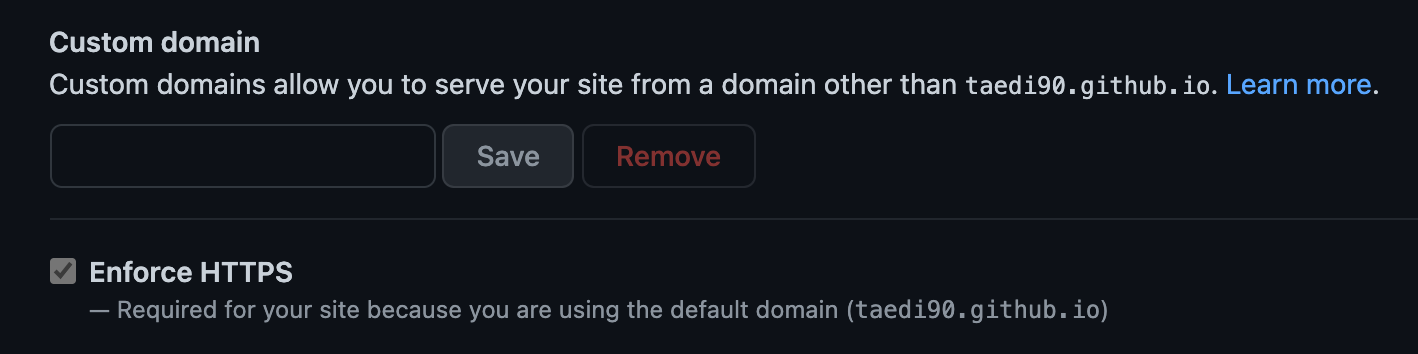 Custom domain
Custom domains allow you to serve your site from a domain other than taedi90.github.io. Learn more.
Save Remove
Enforce HTTPS
— Required for your site because you are using the default domain (taedi90.github.io)